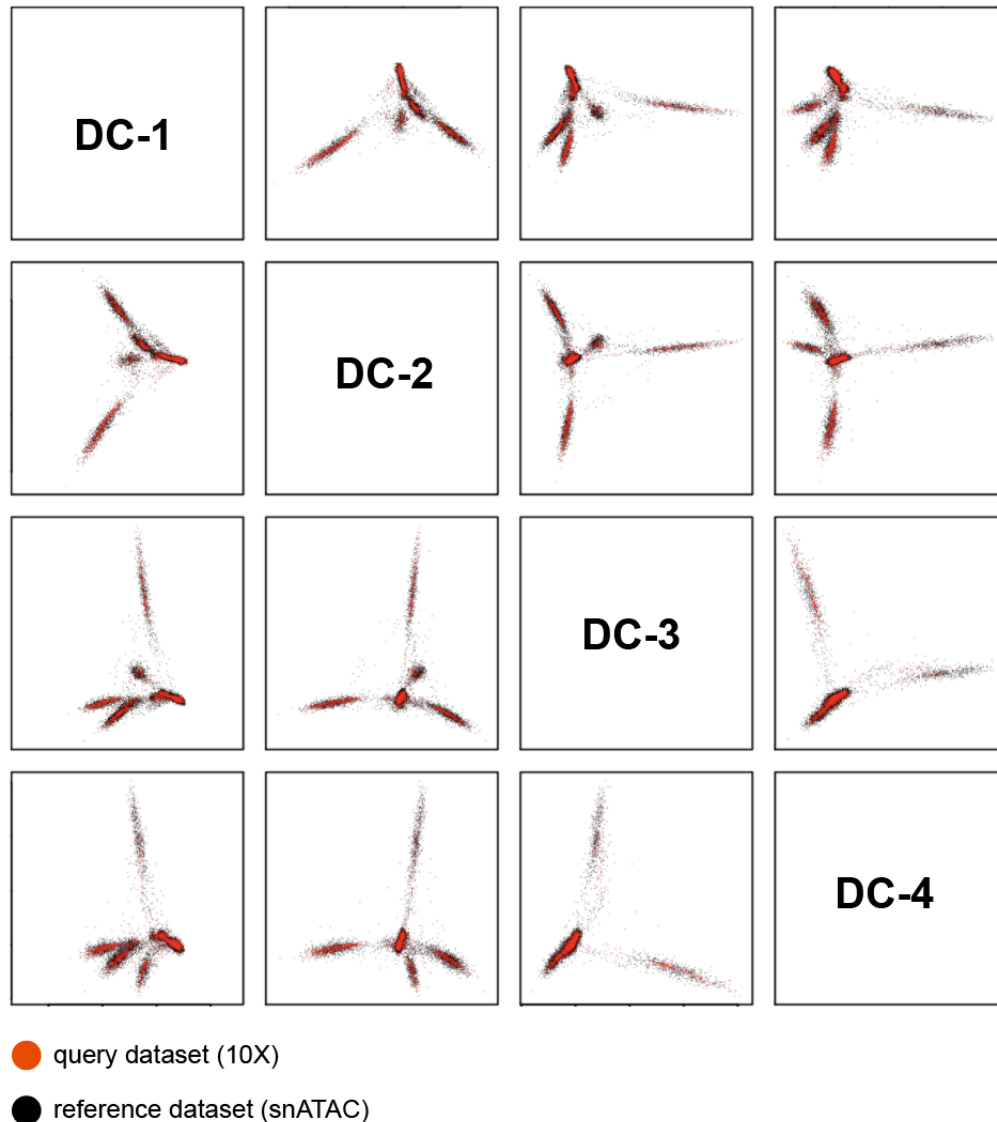 DC-1
DC-2
DC-3
DC-4
query dataset (10X)
reference dataset (snATAC)